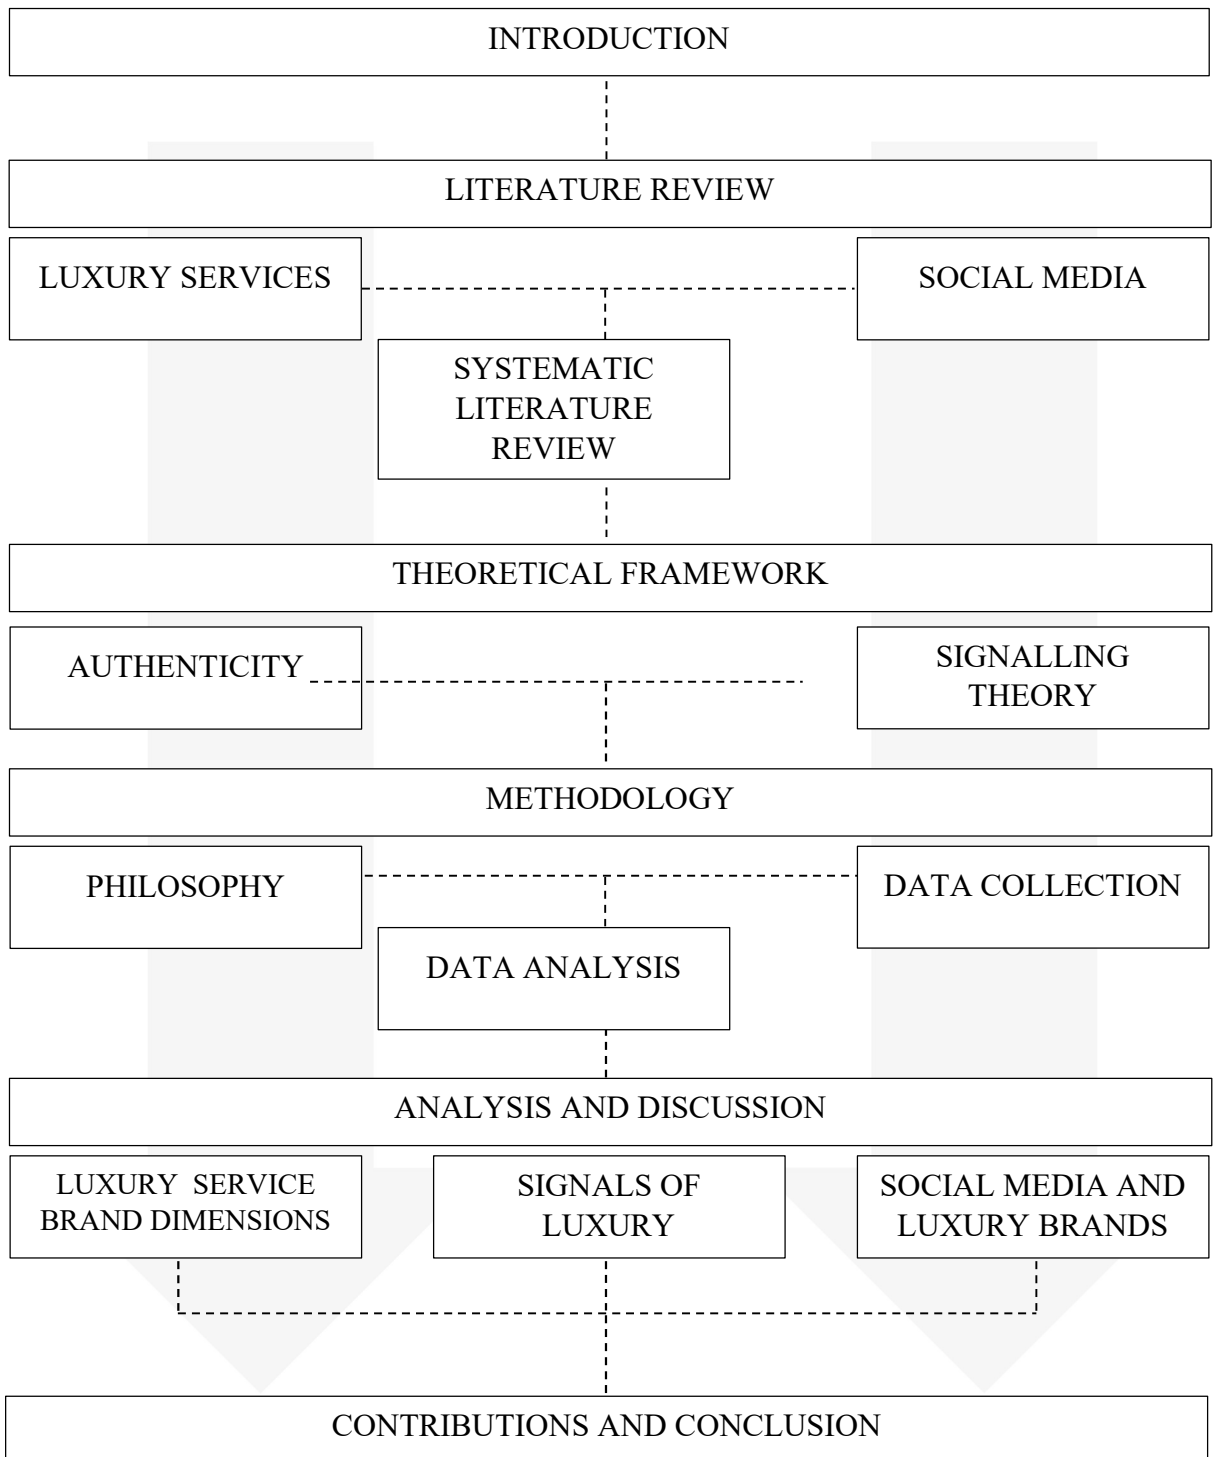 INTRODUCTION
LITERATURE REVIEW
LUXURY SERVICES
SOCIAL MEDIA
SYSTEMATIC
LITERATURE
REVIEW
THEORETICAL FRAMEWORK
AUTHENTICITY
SIGNALLING
THEORY
METHODOLOGY
PHILOSOPHY
DATA COLLECTION
DATA ANALYSIS
ANALYSIS AND DISCUSSION
LUXURY SERVICE
BRAND DIMENSIONS
SIGNALS OF
LUXURY
SOCIAL MEDIA AND
LUXURY BRANDS
CONTRIBUTIONS AND CONCLUSION